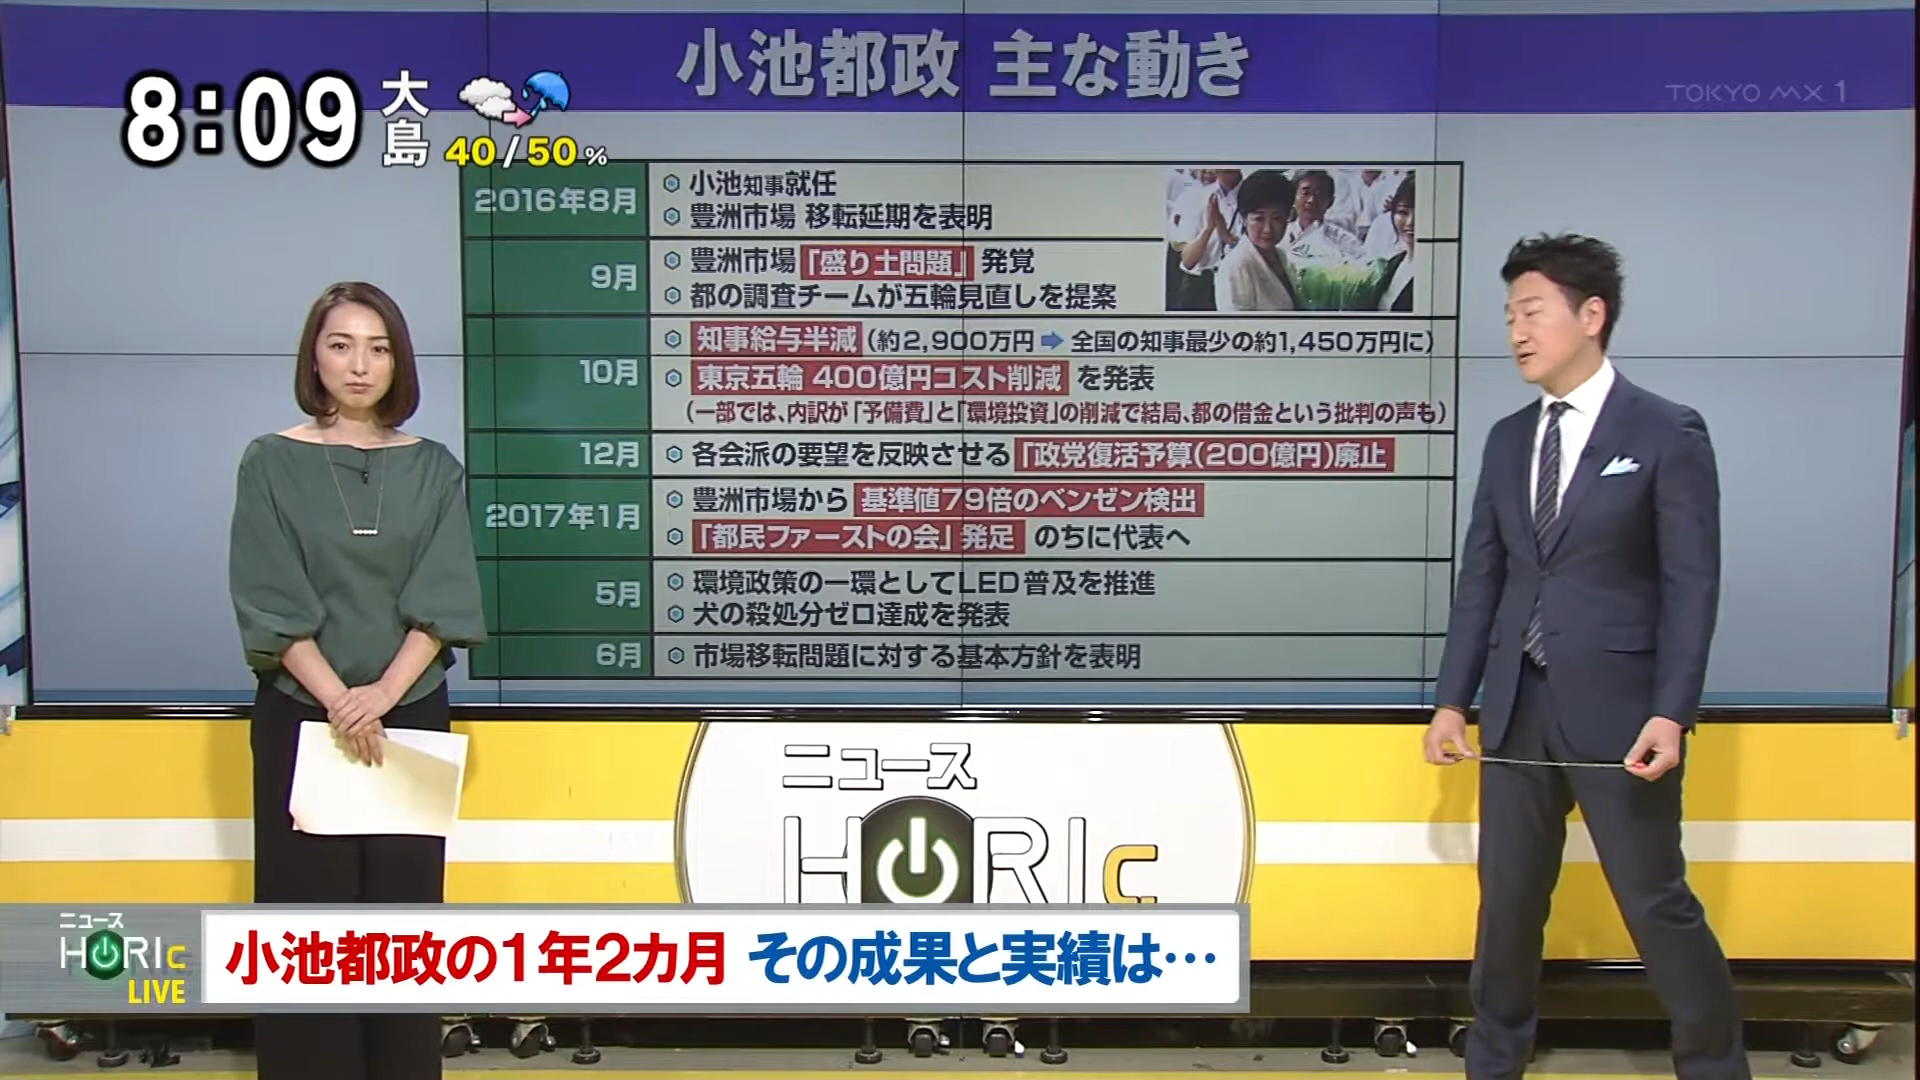 小池都政 主な動き
8:09
大島
40/50%
TOKYO MX 1
2016年8月
小池知事就任
豊洲市場 移転延期を表明
9月
豊洲市場「盛り土問題」発覚
都の調査チームが五輪見直しを提案
10月
知事給与半減(約2,900万円➡全国の知事最少の約1,450万円に)
東京五輪 400億円コスト削減 を発表
(一部では、内訳が「予備費」と「環境投資」の削減で結局、都の借金という批判の声も)
12月
各会派の要望を反映させる「政党復活予算(200億円)廃止
2017年1月
豊洲市場から 基準値79倍のベンゼン検出
「都民ファーストの会」発足 のちに代表へ
5月
環境政策の一環としてLED普及を推進
犬の殺処分ゼロ達成を発表
6月
市場移転問題に対する基本方針を表明
ニュース
HORIc
ニュース
HORIc
LIVE
小池都政の1年2カ月 その成果と実績は…